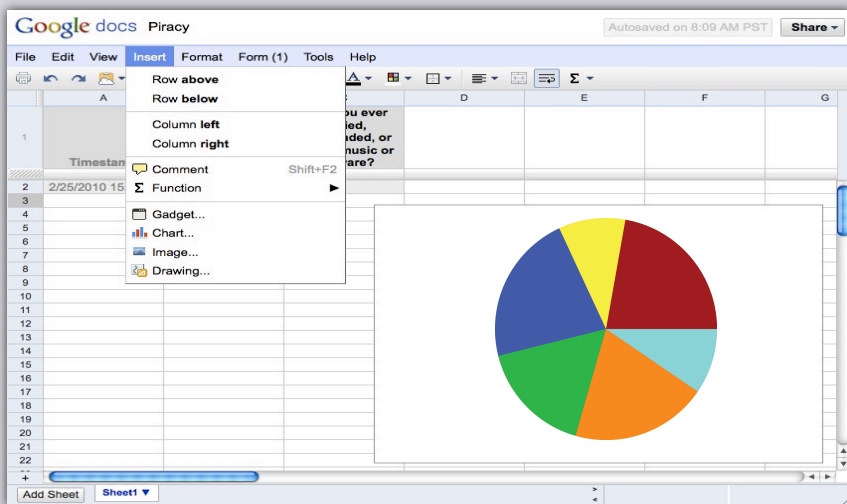 Google docs Piracy
Autosaved on 8:09 AM PST Share
File Edit View Insert Format Form (1) Tools Help
Row above
Row below
Column left
Column right
Comment Shift+F2
Σ Function
Gadget...
Chart...
Image...
Drawing...
A Σ
A D E F G
1 Timestam
ou ever
ied,
aded, or
music or
are?
2 2/25/2010 15
3
4
5
6
7
8
9
10
11
12
13
14
15
16
17
18
19
20
21
22
+
Add Sheet Sheet1